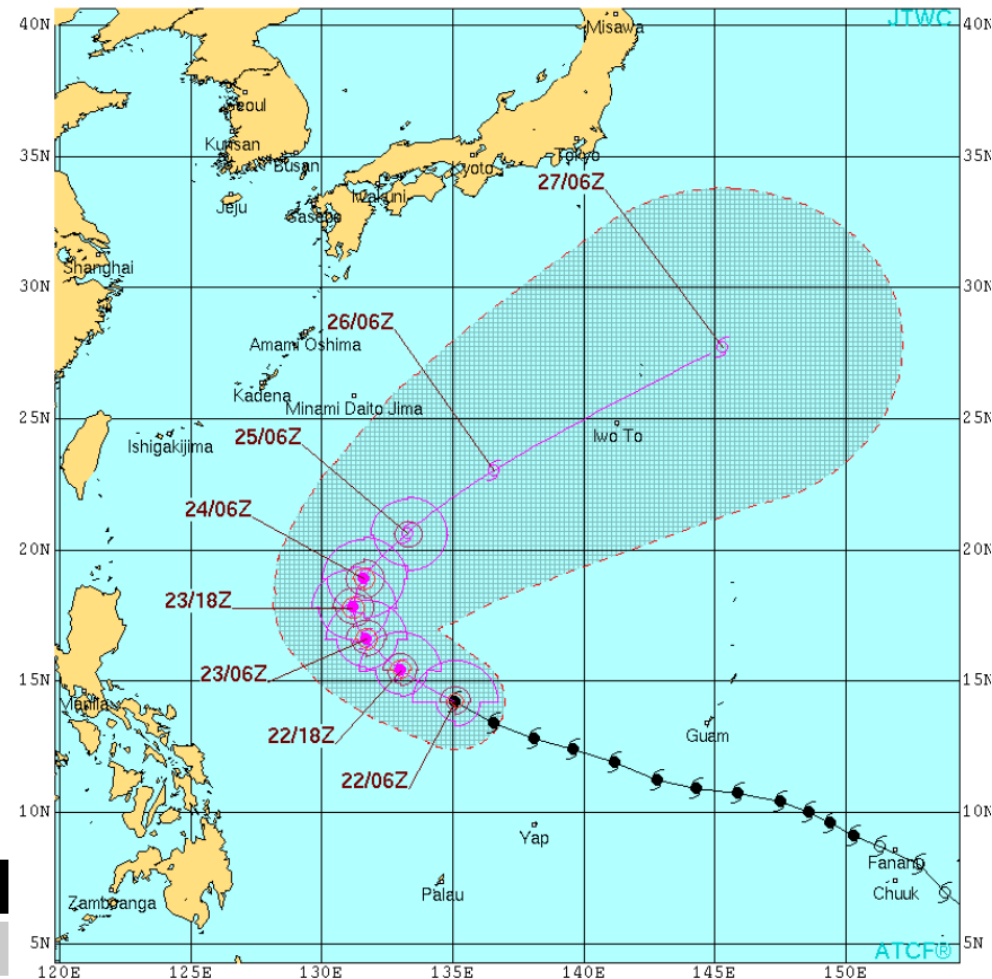 40N
JTWC
40N
Misawa
Seoul
Kunsan
Busan
35N
Kyoto
Tokyo
35N
27/06Z
Iwakuni
Jeju
Sasebo
Shanghai
30N
30N
26/06Z
Amami Oshima
Kadena
Minami Daito Jima
25N
25N
25/06Z
Iwo To
Ishigakijima
24/06Z
20N
20N
23/18Z
23/06Z
15N
15N
Manila
22/18Z
Guam
22/06Z
10N
10N
Yap
Fananu
Palau
Chuuk
Zamboanga
5N
ATCF®
5N
120E
125E
130E
135E
140E
145E
150E